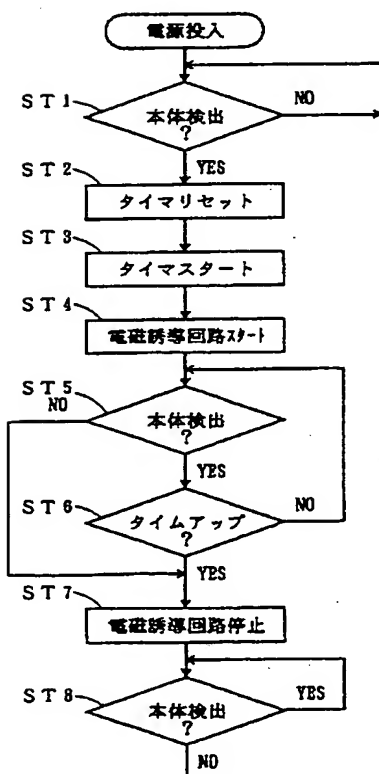 電源投入
ST1
本体検出
?
NO
YES
ST2
タイマリセット
ST3
タイマスタート
ST4
電磁誘導回路スタート
ST5
NO
本体検出
?
YES
ST6
タイムアップ
?
NO
YES
ST7
電磁誘導回路停止
ST8
本体検出
?
YES
NO